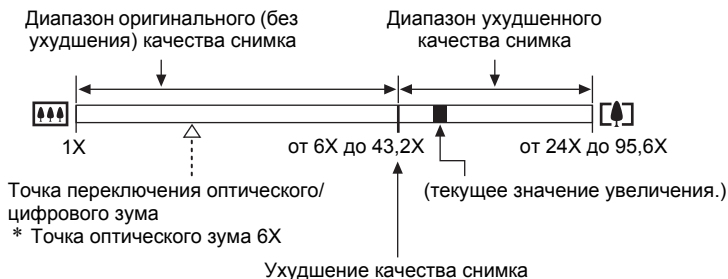 Диапазон оригинального (без
ухудшения) качества снимка
Диапазон ухудшенного
качества снимка
1X
от 6X до 43,2X
от 24X до 95,6X
Точка переключения оптического/
цифрового зума
* Точка оптического зума 6X
(текущее значение увеличения.)
Ухудшение качества снимка